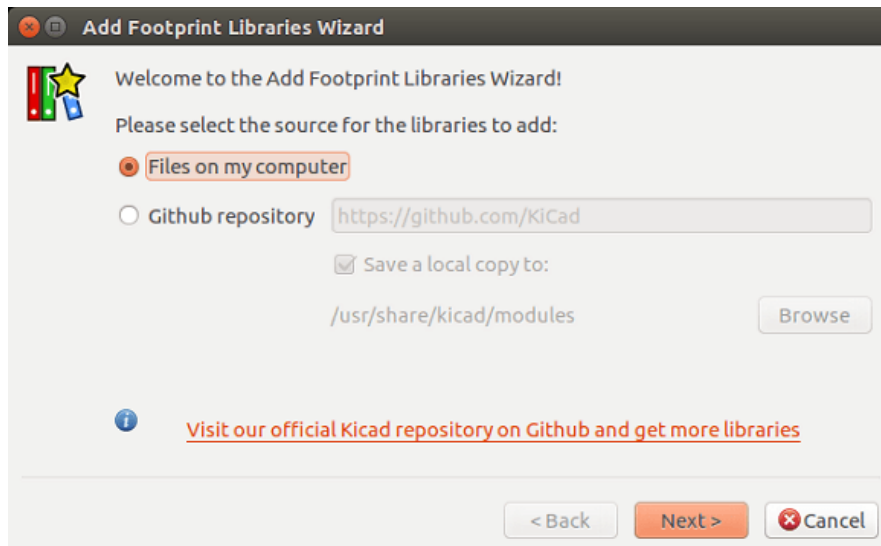 Add Footprint Libraries Wizard
Welcome to the Add Footprint Libraries Wizard!
Please select the source for the libraries to add:
Files on my computer
Github repository https://github.com/KiCad
Save a local copy to:
/usr/share/kicad/modules Browse
Visit our official Kicad repository on Github and get more libraries
< Back Next > Cancel